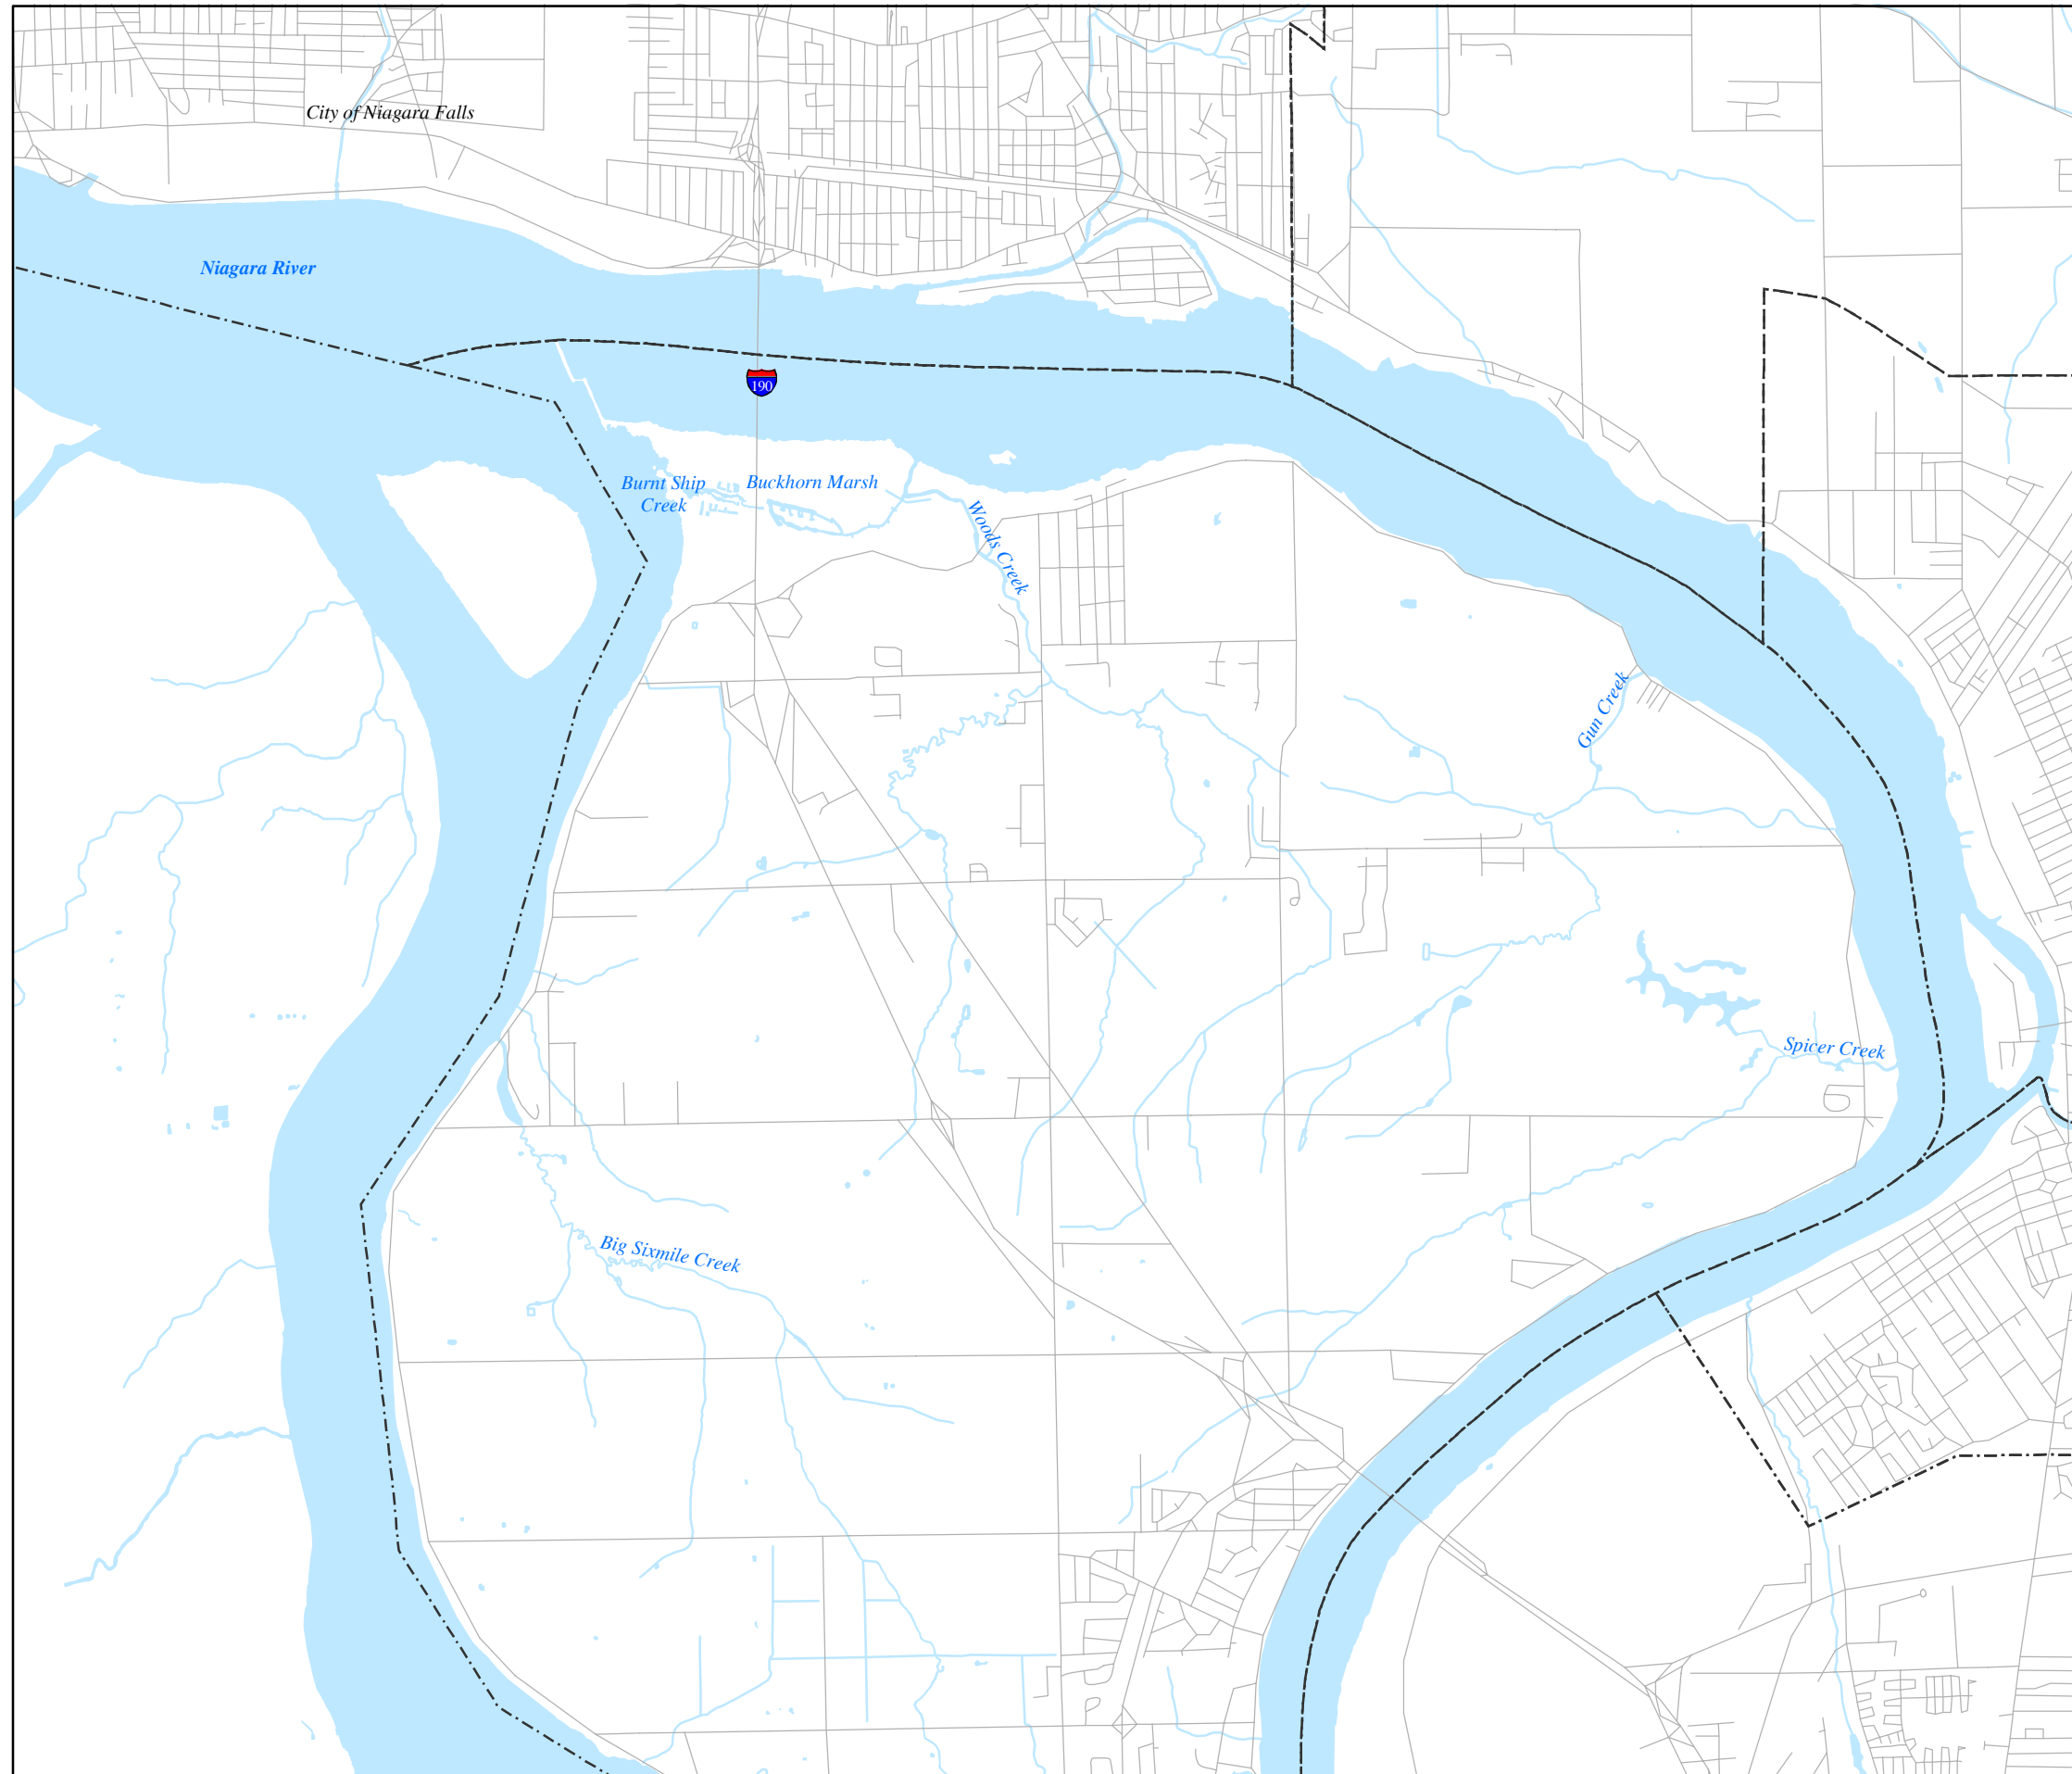 City of Niagara Falls
Niagara River
190
Burnt Ship
Creek
Buckhorn Marsh
Woods Creek
Gun Creek
Spicer Creek
Big Sixmile Creek